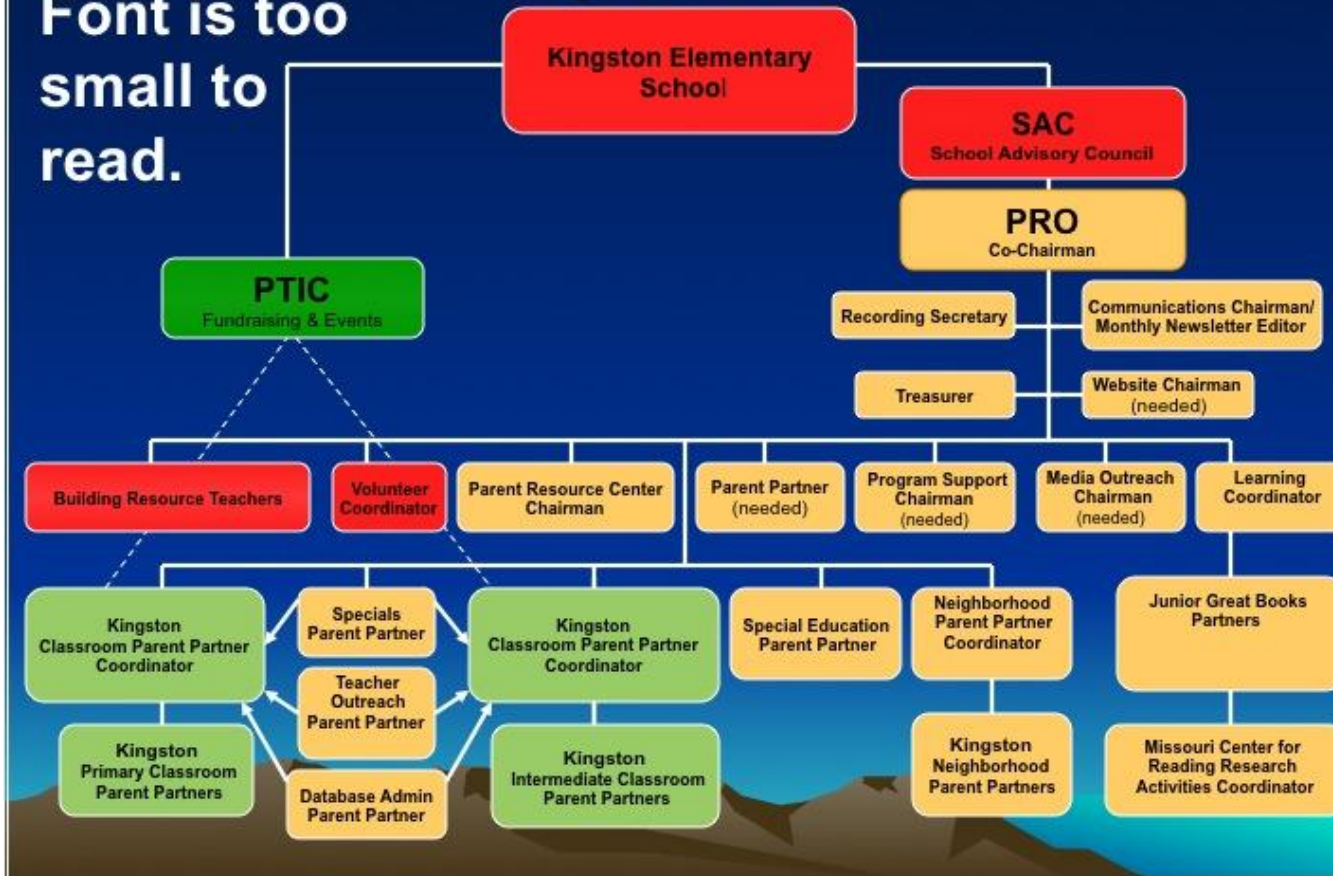 Font is too
small to
read.
Kingston Elementary
School
SAC
School Advisory Council
PRO
Co-Chairman
PTIC
Fundraising & Events
Recording Secretary
Communications Chairman/
Monthly Newsletter Editor
Treasurer
Website Chairman
(needed)
Building Resource Teachers
Volunteer
Coordinator
Parent Resource Center
Chairman
Parent Partner
(needed)
Program Support
Chairman
(needed)
Media Outreach
Chairman
(needed)
Learning
Coordinator
Kingston
Classroom Parent Partner
Coordinator
Specials
Parent Partner
Teacher
Outreach
Parent Partner
Kingston
Classroom Parent Partner
Coordinator
Special Education
Parent Partner
Neighborhood
Parent Partner
Coordinator
Junior Great Books
Partners
Kingston
Primary Classroom
Parent Partners
Database Admin
Parent Partner
Kingston
Intermediate Classroom
Parent Partners
Kingston
Neighborhood
Parent Partners
Missouri Center for
Reading Research
Activities Coordinator